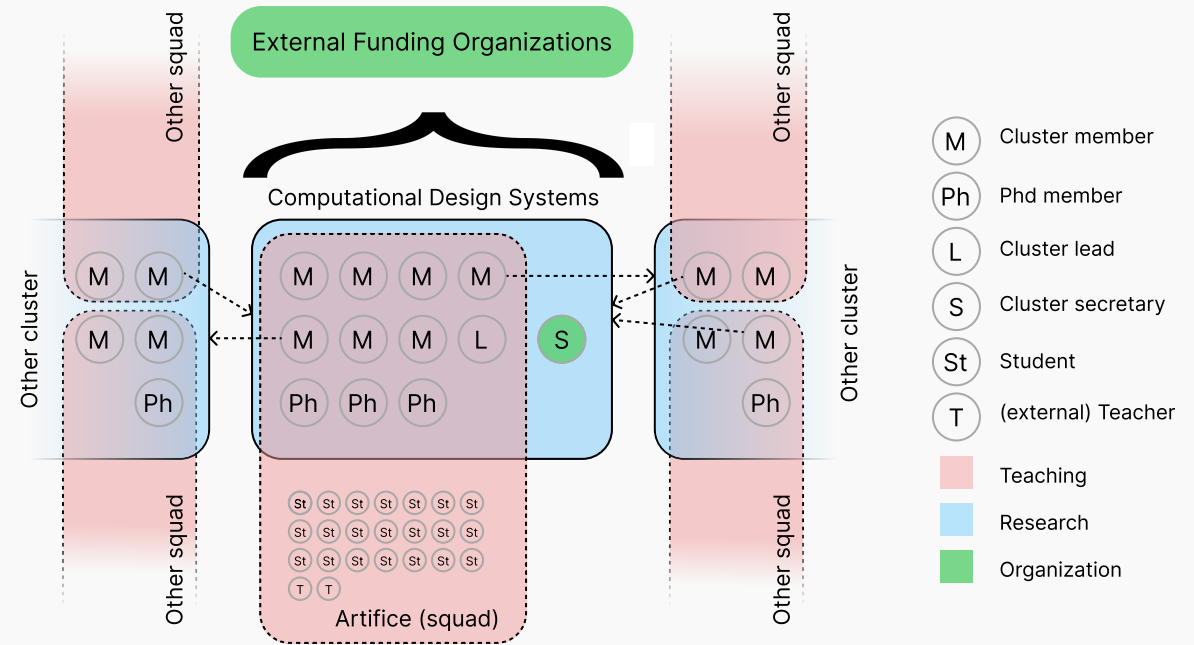 External Funding Organizations
Other squad
Other squad
Computational Design Systems
Other cluster
M M
M M
Ph
M M M M
M M M L S
Ph Ph Ph
M M
M M
Ph
Other cluster
St St St St St St St
St St St St St St St
St St St St St St St
T T
Artifice (squad)
Other squad
Other squad
M Cluster member
Ph Phd member
L Cluster lead
S Cluster secretary
St Student
T (external) Teacher
Teaching
Research
Organization